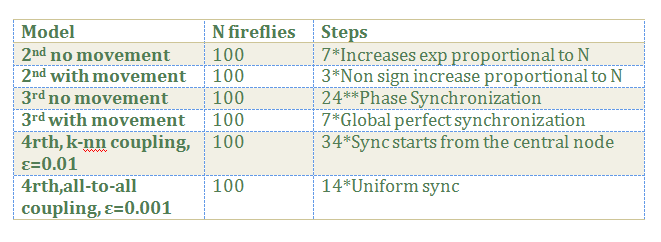 Model N fireflies Steps
2nd no movement 100 7*Increases exp proportional to N
2nd with movement 100 3*Non sign increase proportional to N
3rd no movement 100 24**Phase Synchronization
3rd with movement 100 7*Global perfect synchronization
4rth, k-nn coupling, 100 34*Sync starts from the central node
ε=0.01
4rth,all-to-all 100 14*Uniform sync
coupling, ε=0.001